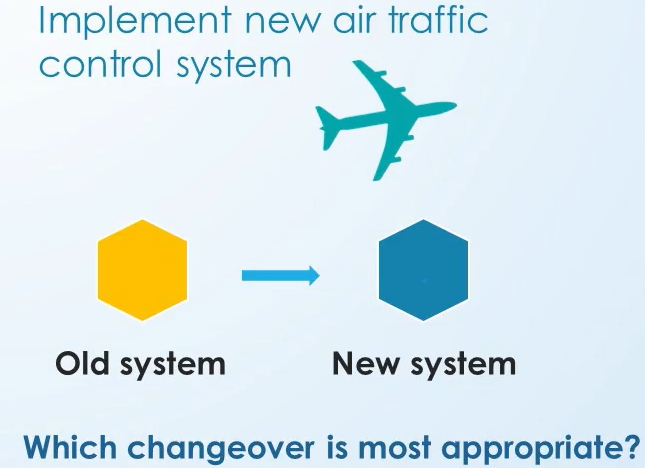 Implement new air traffic
control system
Old system
New system
Which changeover is most appropriate?